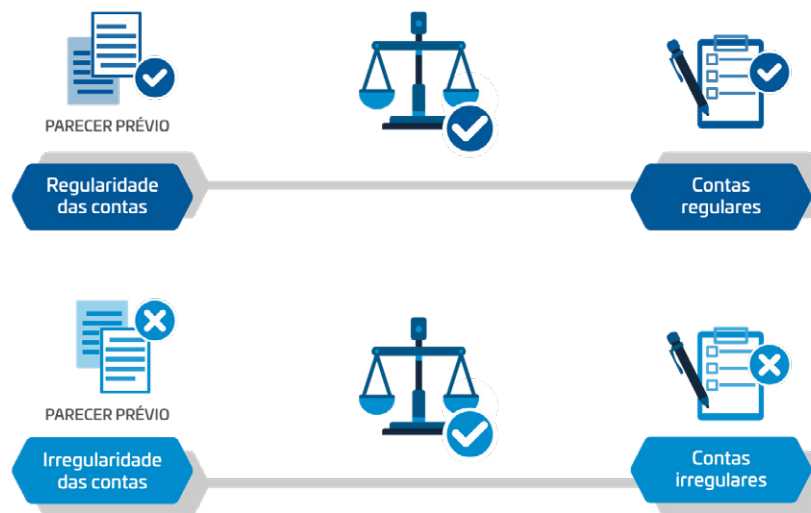 PARECER PRÉVIO
Regularidade
das contas
Contas
regulares
PARECER PRÉVIO
Irregularidade
das contas
Contas
irregulares